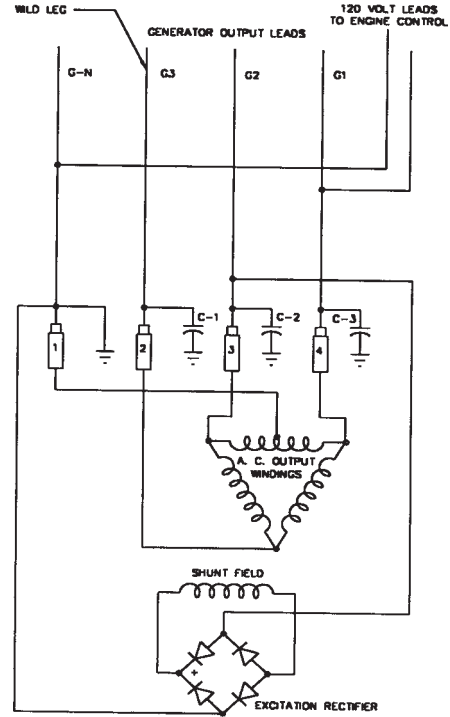 WILD LEG
GENERATOR OUTPUT LEADS
120 VOLT LEADS
TO ENGINE CONTROL
G-N
G3
G2
G1
C-1
C-2
C-3
1
2
3
4
A. C. OUTPUT
WINDINGS
SHUNT FIELD
+
EXCITATION RECTIFIER